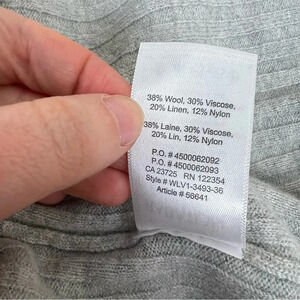 38% Wool, 30% Viscose,
20% Linen, 12% Nylon
38% Laine, 30% Viscose,
20% Lin, 12% Nylon
P.O. # 4500062092
P.O. # 4500062093
CA 23725 RN 122354
Style # WLV1-3493-36
Article # 56641